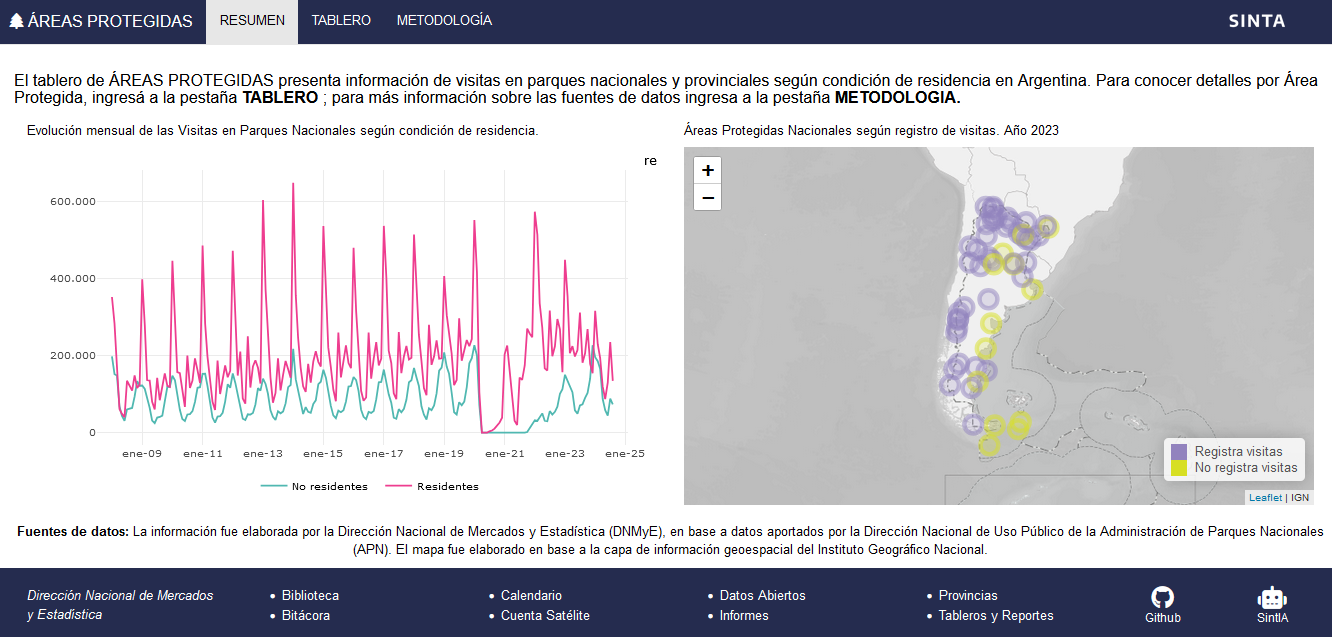 ÁREAS PROTEGIDAS RESUMEN TABLERO METODOLOGÍA SINTA
El tablero de ÁREAS PROTEGIDAS presenta información de visitas en parques nacionales y provinciales según condición de residencia en Argentina. Para conocer detalles por Área
Protegida, ingresá a la pestaña TABLERO ; para más información sobre las fuentes de datos ingresa a la pestaña METODOLOGIA.
Evolución mensual de las Visitas en Parques Nacionales según condición de residencia.
re
600.000
400.000
200.000
0
ene-09 ene-11 ene-13 ene-15 ene-17 ene-19 ene-21 ene-23 ene-25
No residentes Residentes
Áreas Protegidas Nacionales según registro de visitas. Año 2023
+
−
Registra visitas
No registra visitas
Leaflet | IGN
Fuentes de datos: La información fue elaborada por la Dirección Nacional de Mercados y Estadística (DNMyE), en base a datos aportados por la Dirección Nacional de Uso Público de la Administración de Parques Nacionales
(APN). El mapa fue elaborado en base a la capa de información geoespacial del Instituto Geográfico Nacional.
Dirección Nacional de Mercados
y Estadística
• Biblioteca
• Bitácora
• Calendario
• Cuenta Satélite
• Datos Abiertos
• Informes
• Provincias
• Tableros y Reportes
Github
SintIA